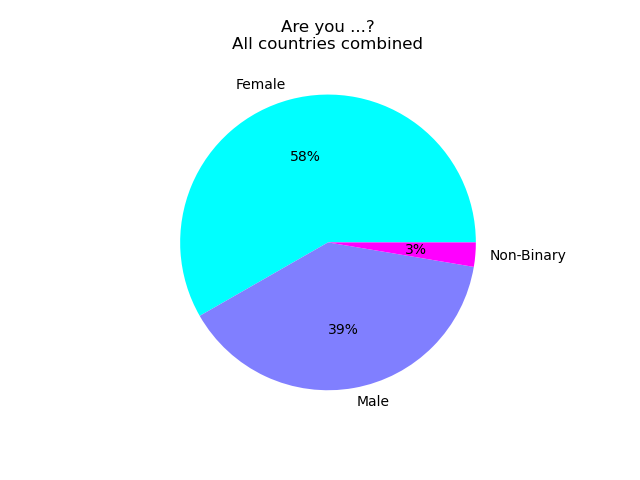 Are you ...?
All countries combined
Female
58%
3%
Non-Binary
39%
Male